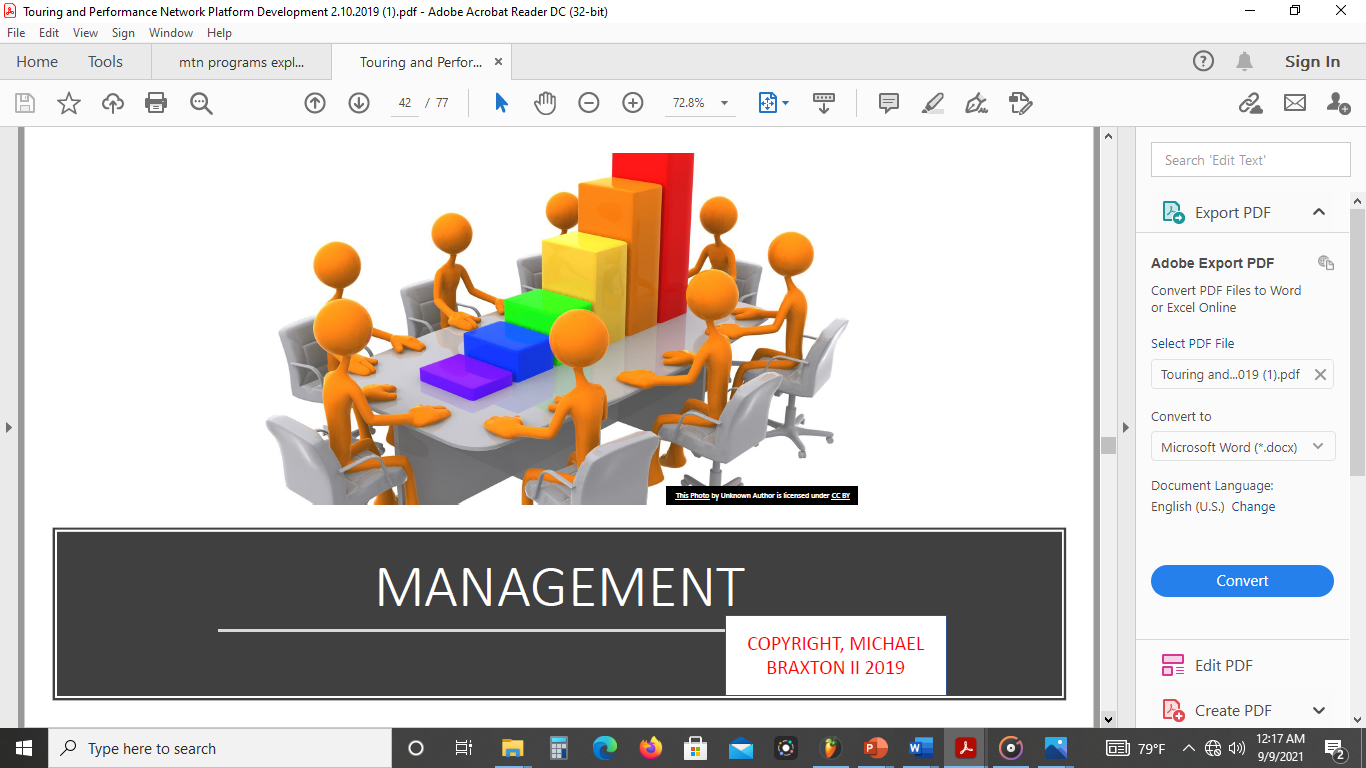 Touring and Performance Network Platform Development 2.10.2019 (1).pdf - Adobe Acrobat Reader DC (32-bit)
File Edit View Sign Window Help
Home Tools mtn programs expl... Touring and Perfor... Sign In
42 / 77 72.8%
Search 'Edit Text'
Export PDF
Adobe Export PDF
Convert PDF Files to Word
or Excel Online
Select PDF File
Touring and...019 (1).pdf
Convert to
Microsoft Word (*.docx)
Document Language:
English (U.S.) Change
Convert
Edit PDF
Create PDF
This Photo by Unknown Author is licensed under CC BY
MANAGEMENT
COPYRIGHT, MICHAEL
BRAXTON II 2019
Type here to search
79°F
12:17 AM
9/9/2021
2